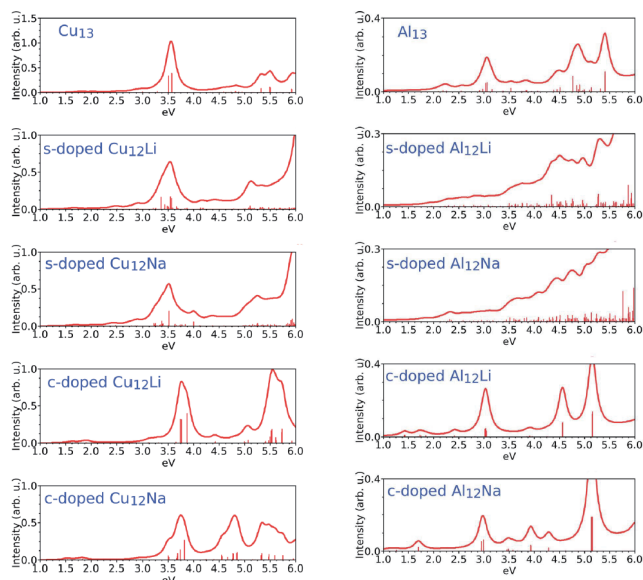 Cu13
Intensity (arb. u.)
1.5
1.0
0.5
0.0
1.0 1.5 2.0 2.5 3.0 3.5 4.0 4.5 5.0 5.5 6.0
eV
Al13
Intensity (arb. u.)
0.4
0.2
0.0
1.0 1.5 2.0 2.5 3.0 3.5 4.0 4.5 5.0 5.5 6.0
eV
s-doped Cu12Li
Intensity (arb. u.)
1.0
0.5
0.0
1.0 1.5 2.0 2.5 3.0 3.5 4.0 4.5 5.0 5.5 6.0
eV
s-doped Al12Li
Intensity (arb. u.)
0.3
0.0
1.0 1.5 2.0 2.5 3.0 3.5 4.0 4.5 5.0 5.5 6.0
eV
s-doped Cu12Na
Intensity (arb. u.)
1.0
0.5
0.0
1.0 1.5 2.0 2.5 3.0 3.5 4.0 4.5 5.0 5.5 6.0
eV
s-doped Al12Na
Intensity (arb. u.)
0.3
0.0
1.0 1.5 2.0 2.5 3.0 3.5 4.0 4.5 5.0 5.5 6.0
eV
c-doped Cu12Li
Intensity (arb. u.)
1.0
0.5
0.0
1.0 1.5 2.0 2.5 3.0 3.5 4.0 4.5 5.0 5.5 6.0
eV
c-doped Al12Li
Intensity (arb. u.)
0.4
0.2
0.0
1.0 1.5 2.0 2.5 3.0 3.5 4.0 4.5 5.0 5.5 6.0
eV
c-doped Cu12Na
Intensity (arb. u.)
1.0
0.5
0.0
1.0 1.5 2.0 2.5 3.0 3.5 4.0 4.5 5.0 5.5 6.0
eV
c-doped Al12Na
Intensity (arb. u.)
0.4
0.2
0.0
1.0 1.5 2.0 2.5 3.0 3.5 4.0 4.5 5.0 5.5 6.0
eV